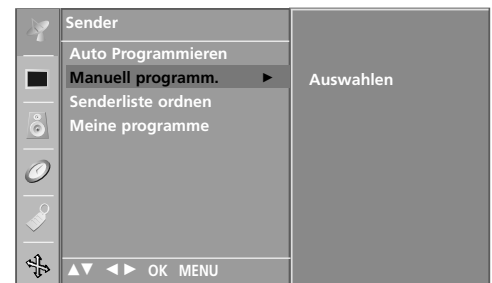 Sender
Auto Programmieren
Manuell programm. ►
Auswahlen
Senderliste ordnen
Meine programme
▲▼ ◄► OK MENU